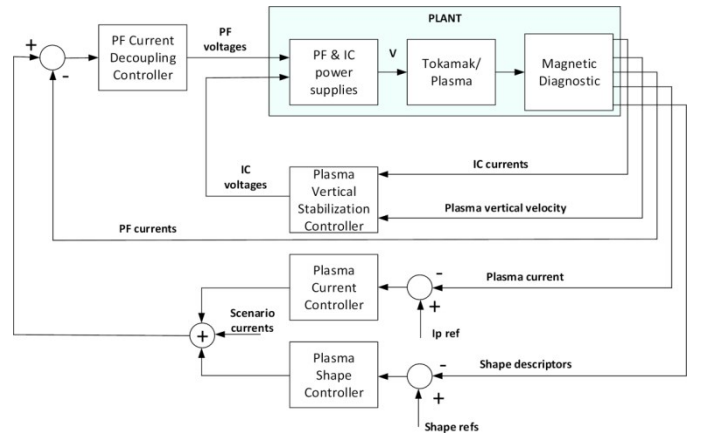 PLANT
+
-
PF Current
Decoupling
Controller
PF
voltages
PF & IC
power
supplies
V
Tokamak/
Plasma
Magnetic
Diagnostic
IC
voltages
Plasma
Vertical
Stabilization
Controller
IC currents
Plasma vertical velocity
PF currents
Plasma
Current
Controller
-
+
Plasma current
Ip ref
Scenario
currents
+
Plasma
Shape
Controller
-
+
Shape descriptors
Shape refs